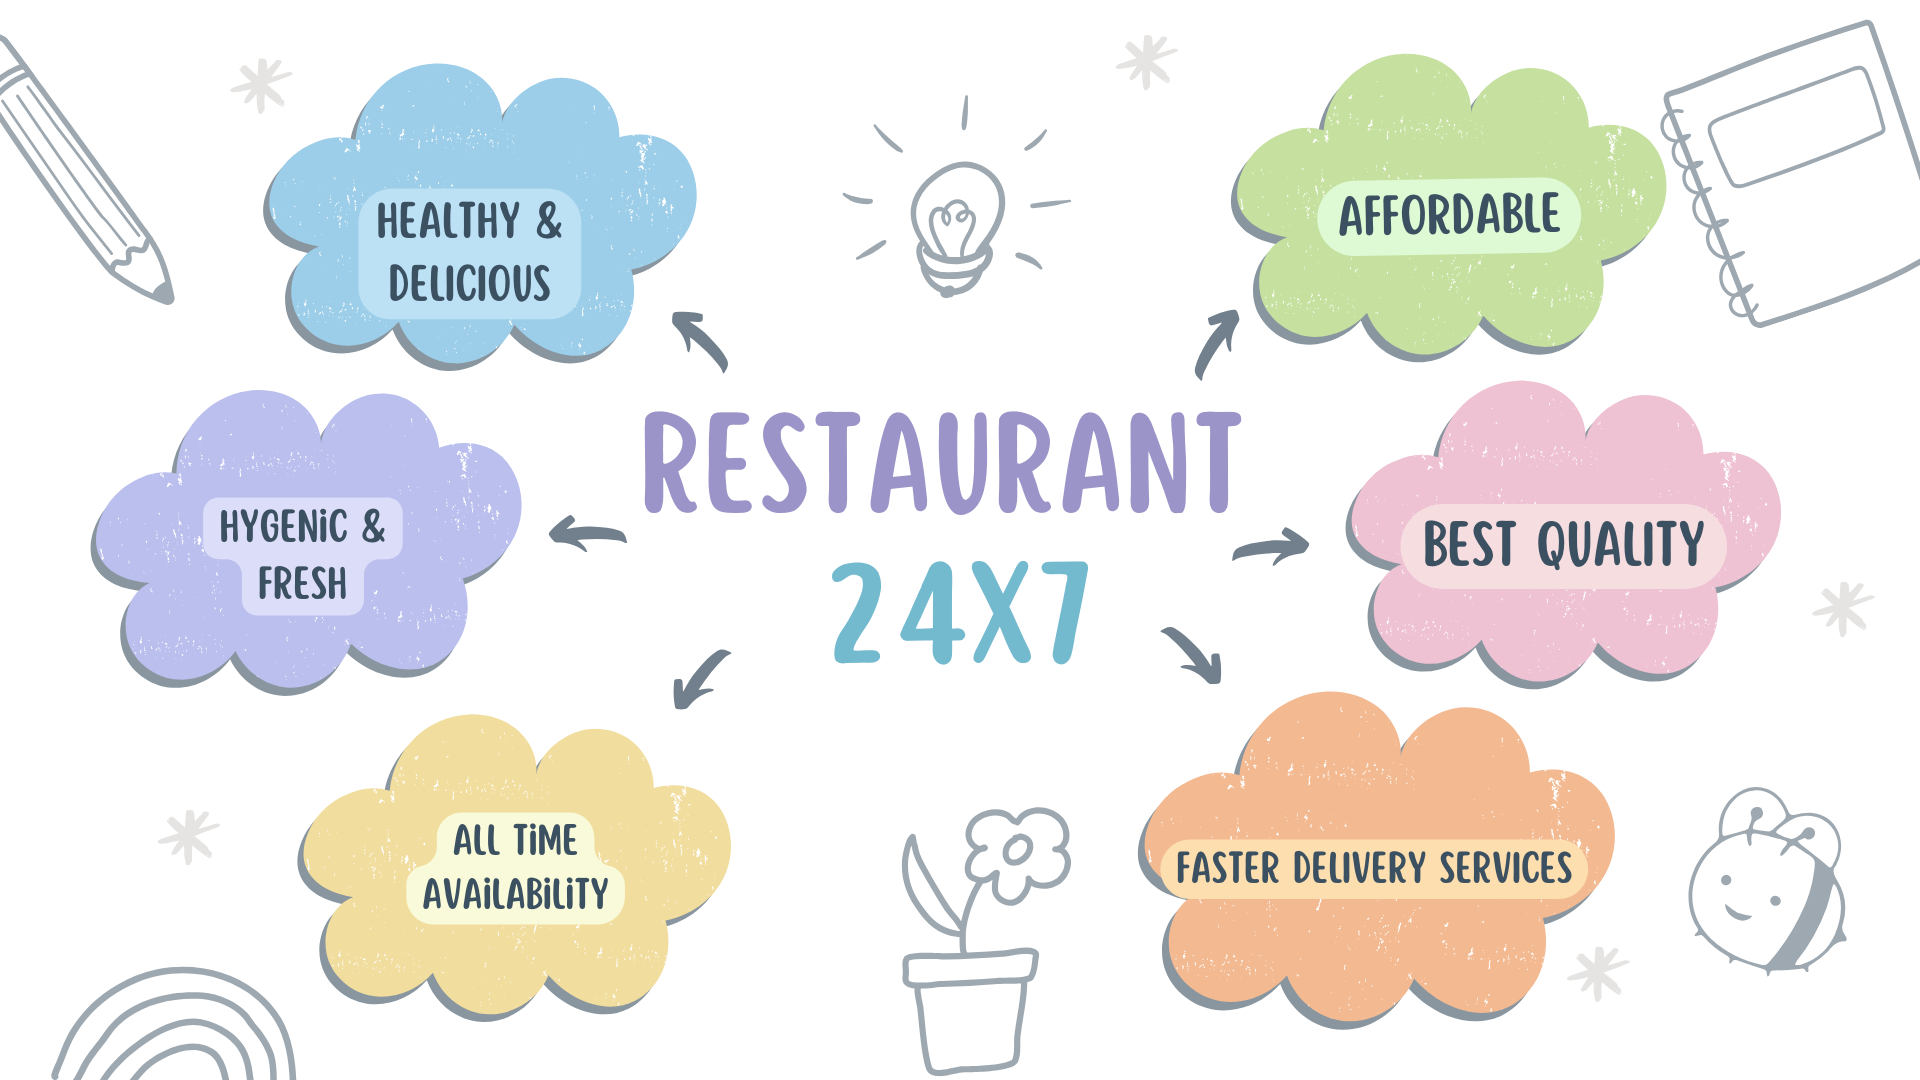 HEALTHY &
DELICIOUS
AFFORDABLE
RESTAURANT
24X7
HYGENiC &
FRESH
BEST QUALITY
ALL TiME
AVAiLABiLiTY
FASTER DELIVERY SERVICES